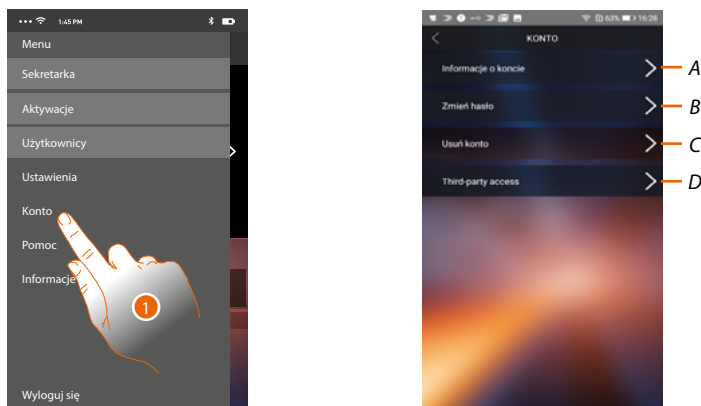 1:45 PM
Menu
Sekretarka
Aktywacje
Użytkownicy
Ustawienia
Konto
Pomoc
Informacje
1
Wyloguj się
63% 16:28
KONTO
Informacje o koncie
A
Zmień hasło
B
Usuń konto
C
Third-party access
D